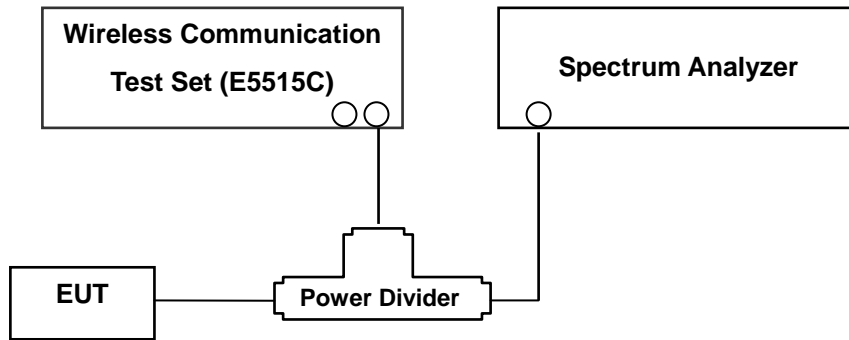 Wireless Communication
Test Set (E5515C)
Spectrum Analyzer
EUT
Power Divider